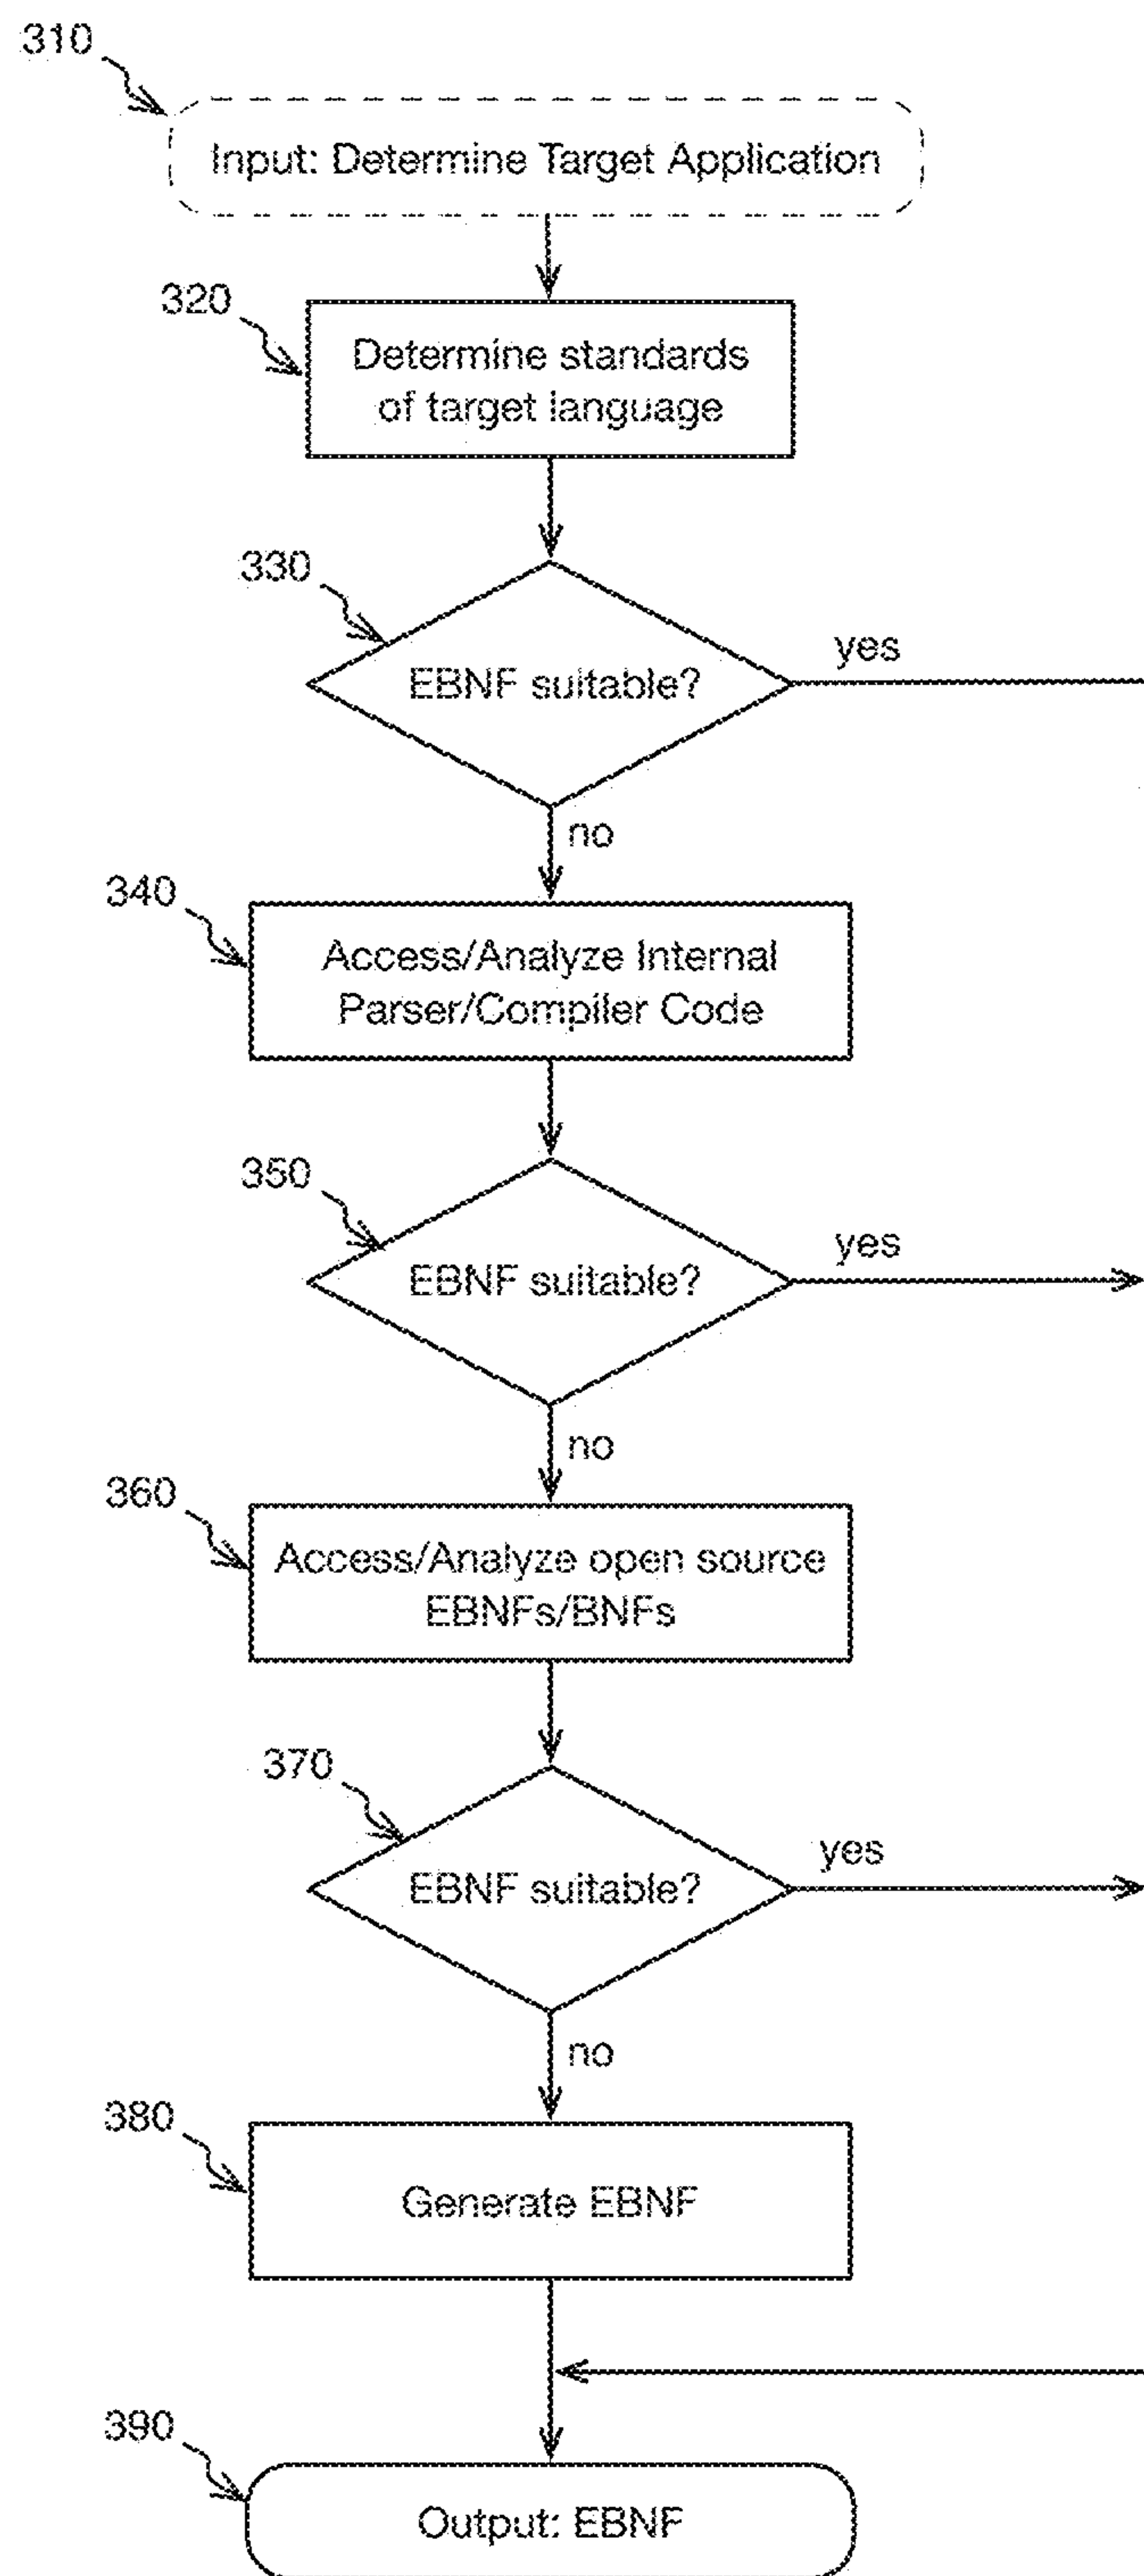 310
Input: Determine Target Application
320
Determine standards
of target language
330
EBNF suitable?
yes
no
340
Access/Analyze Internal
Parser/Compiler Code
350
EBNF suitable?
yes
no
360
Access/Analyze open source
EBNFs/BNFs
370
EBNF suitable?
yes
no
380
Generate EBNF
390
Output: EBNF